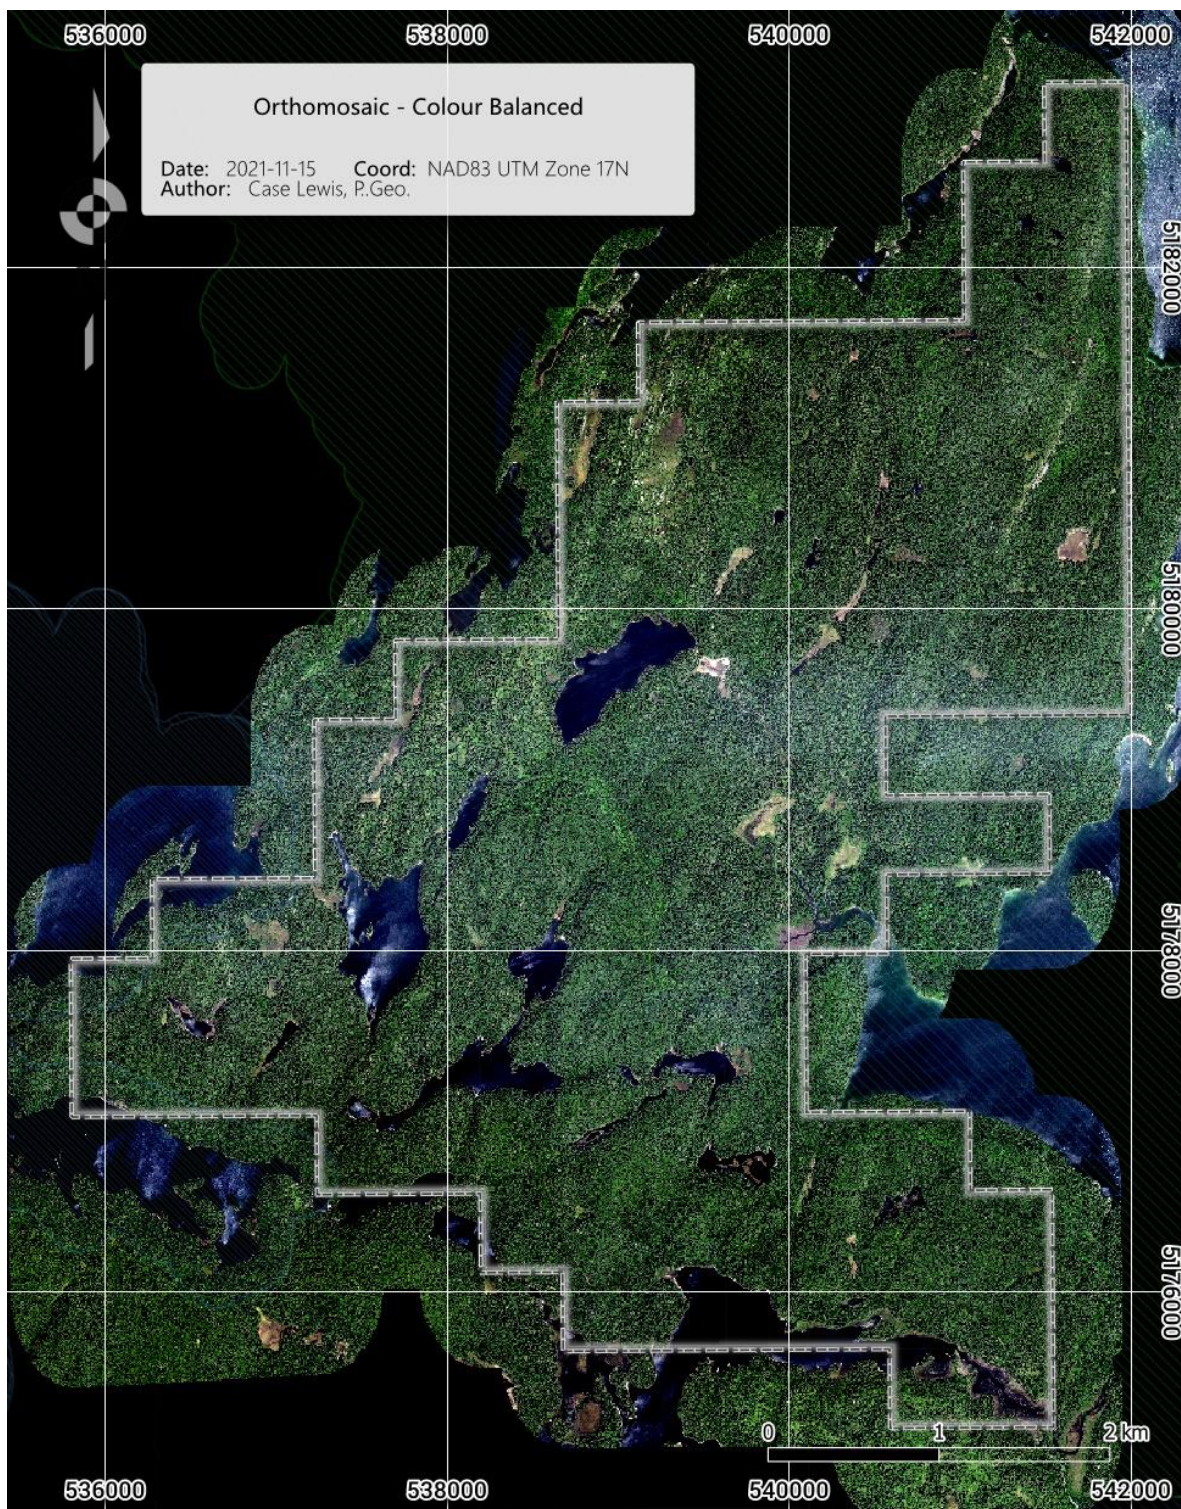 536000 538000 540000 542000
Orthomosaic - Colour Balanced
Date: 2021-11-15 Coord: NAD83 UTM Zone 17N
Author: Case Lewis, P.Geo.
5182000
5180000
5178000
5176000
0 1 2 km
536000 538000 540000 542000